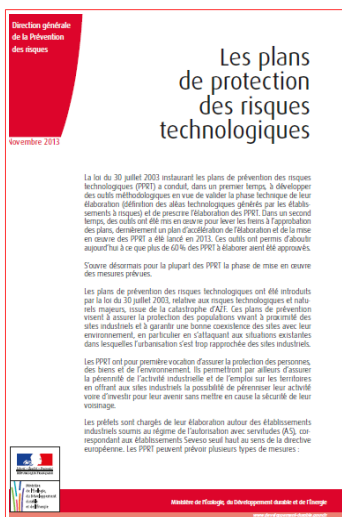 Direction générale
de la Prévention
des risques
Novembre 2013
Les plans
de protection
des risques
technologiques
La loi du 30 juillet 2003 instaurant les plans de prévention des risques
technologiques (PPRT) a conduit, dans un premier temps, à développer
des outils méthodologiques en vue de valider la phase technique de leur
élaboration (définition des aléas technologiques générés par les établis-
sements à risques) et de prescrire l'élaboration des PPRT. Dans un second
temps, des outils ont été mis en œuvre pour lever les freins à l'approbation
des plans, dernièrement un plan d'accélération de l'élaboration et de la mise
en œuvre des PPRT a été lancé en 2013. Ces outils ont permis d'aboutir
aujourd'hui à ce que plus de 60% des PPRT à élaborer aient été approuvés.
S'ouvre désormais pour la plupart des PPRT la phase de mise en œuvre
des mesures prévues.
Les plans de prévention des risques technologiques ont été introduits
par la loi du 30 juillet 2003, relative aux risques technologiques et natu-
rels majeurs, issue de la catastrophe d'AZF. Ces plans de prévention
visent à assurer la protection des populations vivant à proximité des
sites industriels et à garantir une bonne coexistence des sites avec leur
environnement, en particulier en s'attaquant aux situations existantes
dans lesquelles l'urbanisation s'est trop rapprochée des sites industriels.
Les PPRT ont pour première vocation d'assurer la protection des personnes,
des biens et de l'environnement. Ils permettront par ailleurs d'assurer
la pérennité de l'activité industrielle et de l'emploi sur les territoires
en offrant aux sites industriels la possibilité de pérenniser leur activité
voire d'investir pour leur avenir sans mettre en cause la sécurité de leur
voisinage.
Les préfets sont chargés de leur élaboration autour des établissements
industriels soumis au régime de l'autorisation avec servitudes (AS), cor-
respondant aux établissements Seveso seuil haut au sens de la directive
européenne. Les PPRT peuvent prévoir plusieurs types de mesures :
Ministère
de l'Écologie,
du Développement
durable
et de l'Énergie
Ministère de l'Écologie, du Développement durable et de l'Énergie